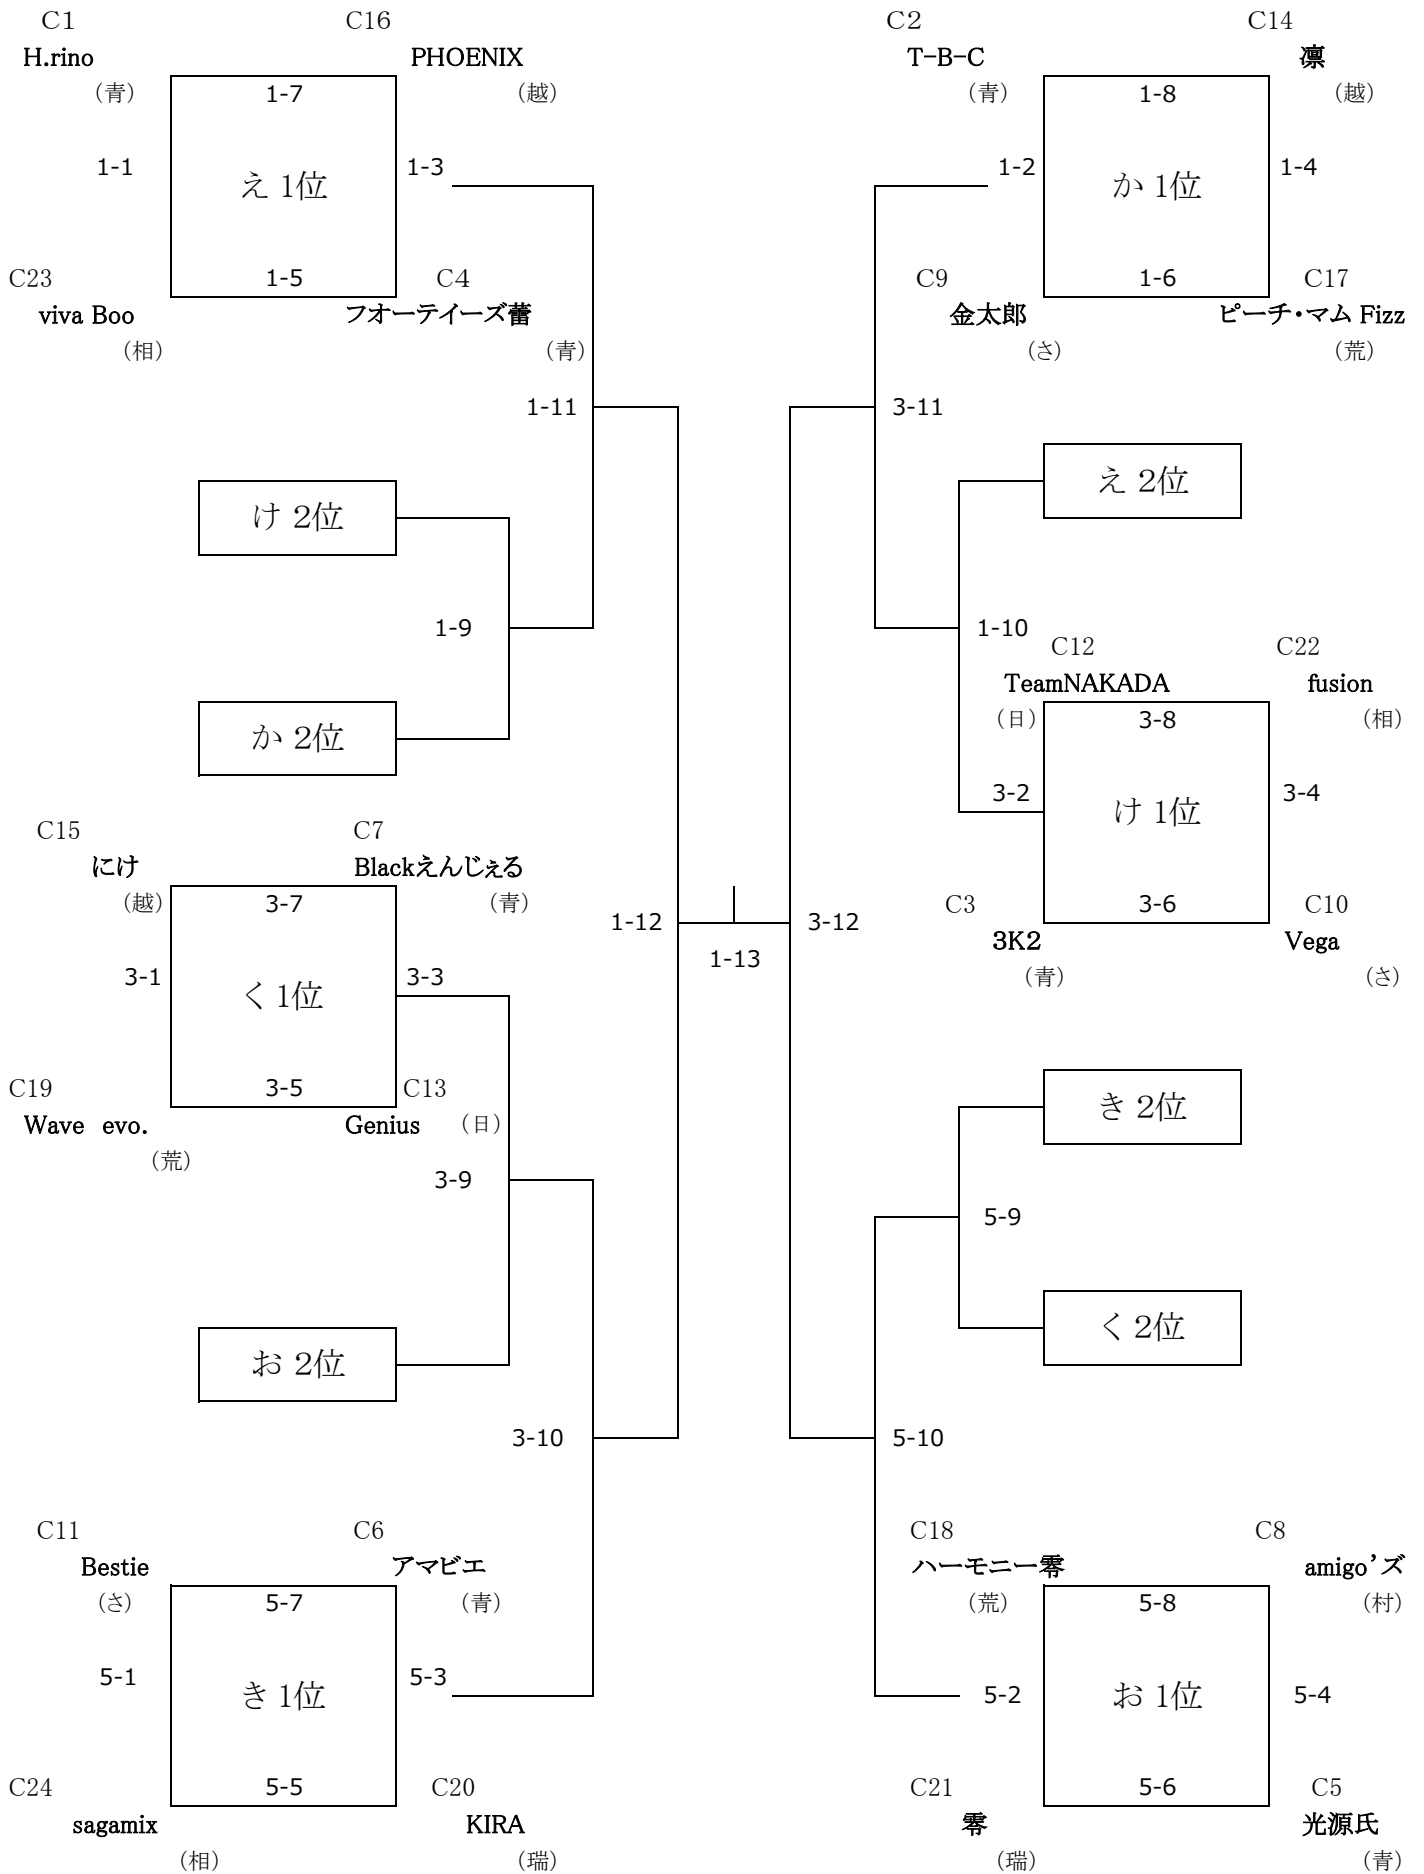 C1 C16 C2 C14
H.rino PHOENIX T-B-C 凛
（青） 1-7 （越） （青） 1-8 （越）
1-1 え 1位 1-3 1-2 か 1位 1-4
C23 1-5 C4 C9 1-6 C17
viva Boo フオーテイーズ蕾 金太郎 ピーチ・マム Fizz
（相） （青） （さ） （荒）
1-11 3-11
え 2位
け 2位
1-9 1-10
C12 C22
TeamNAKADA fusion
（日） 3-8 （相）
か 2位
3-2 け 1位 3-4
C15 C7
にけ Blackえんじぇる
（越） 3-7 （青） C3 3-6 C10
1-12 3-12
3K2 Vega
1-13
3-1 く 1位 3-3 （青） （さ）
C19 3-5 C13
き 2位
Wave evo. Genius （日）
（荒）
3-9
5-9
く 2位
お 2位
3-10 5-10
C11 C6 C18 C8
Bestie アマビエ ハーモニー零 amigo’ズ
（さ） 5-7 （青） （荒） 5-8 （村）
5-1 き 1位 5-3 5-2 お 1位 5-4
C24 5-5 C20 C21 5-6 C5
sagamix KIRA 零 光源氏
（相） （瑞） （瑞） （青）